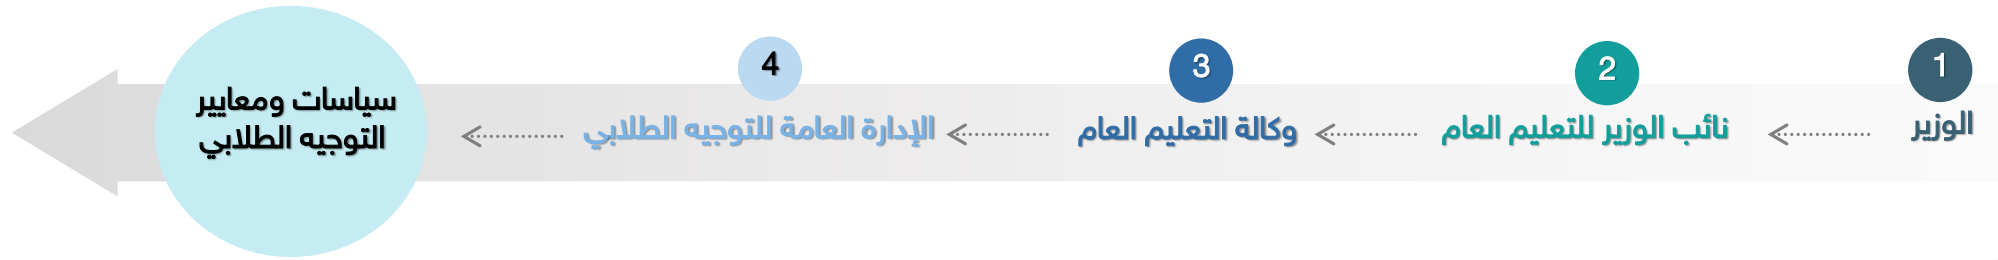 1
الوزير
2
نائب الوزير للتعليم العام
3
وكالة التعليم العام
4
الإدارة العامة للتوجيه الطلابي
سياسات ومعايير
التوجيه الطلابي